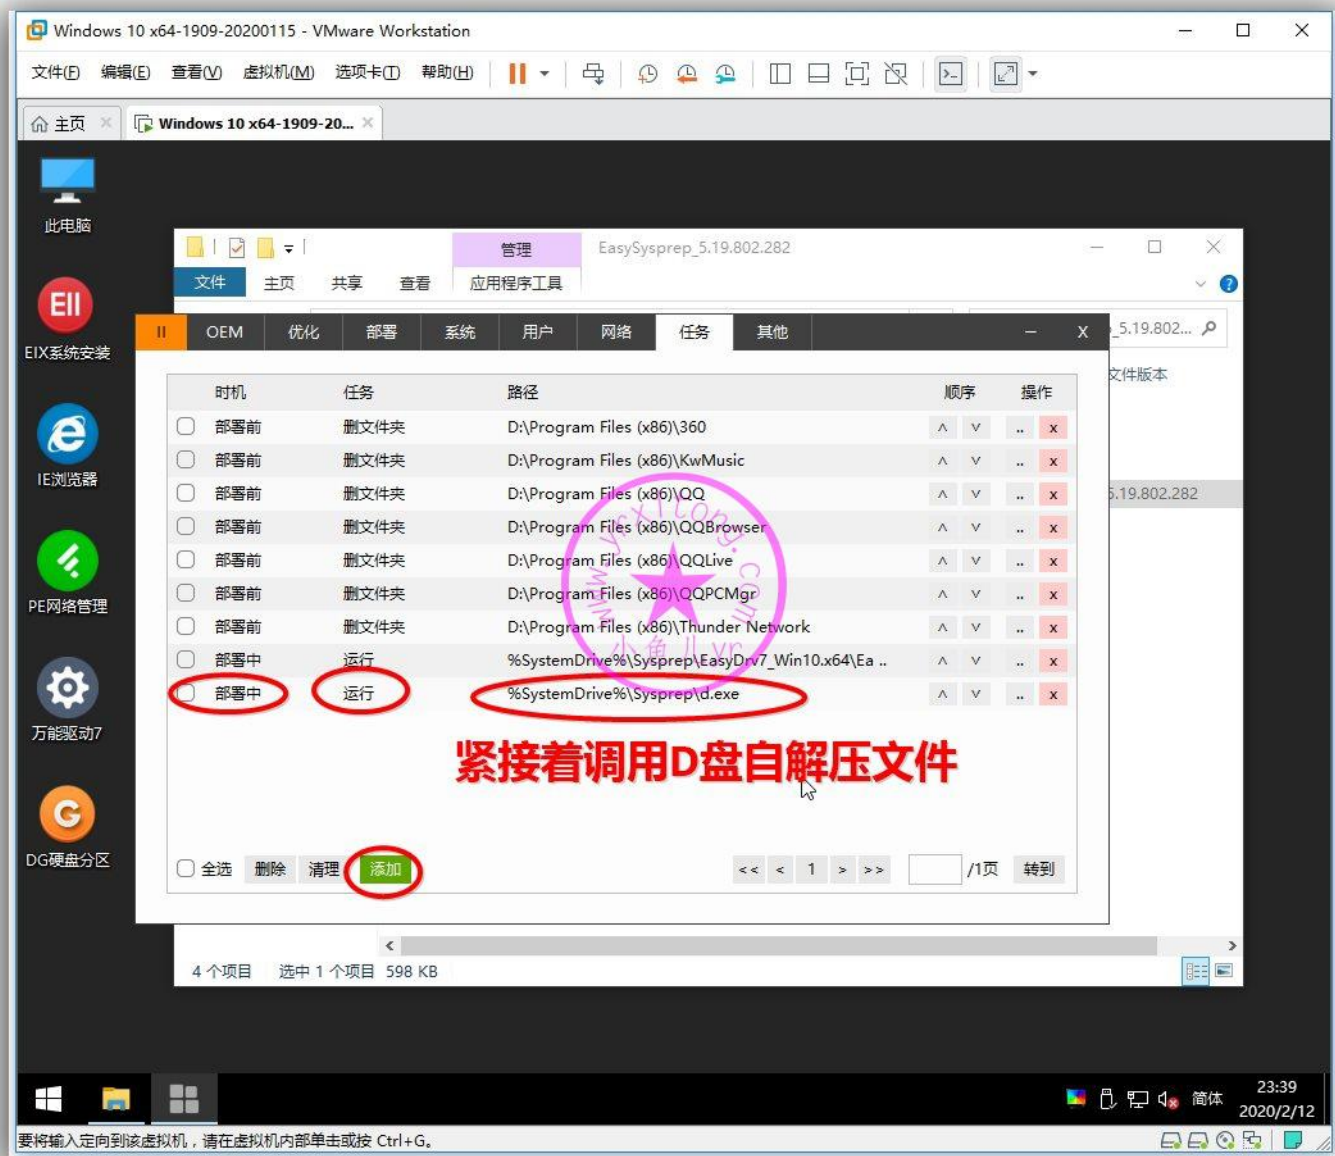 Windows 10 x64-1909-20200115 - VMware Workstation
文件(F) 编辑(E) 查看(V) 虚拟机(M) 选项卡(T) 帮助(H)
主页 Windows 10 x64-1909-20...
此电脑
管理 EasySysprep_5.19.802.282
文件 主页 共享 查看 应用程序工具
EII
EIX系统安装
II OEM 优化 部署 系统 用户 网络 任务 其他 X
_5.19.802...
文件版本
时机 任务 路径 顺序 操作
部署前 删文件夹 D:\Program Files (x86)\360 .. x
部署前 删文件夹 D:\Program Files (x86)\KwMusic .. x
IE浏览器
部署前 删文件夹 D:\Program Files (x86)\QQ .. x
5.19.802.282
部署前 删文件夹 D:\Program Files (x86)\QQBrowser .. x
部署前 删文件夹 D:\Program Files (x86)\QQLive .. x
部署前 删文件夹 D:\Program Files (x86)\QQPCMgr .. x
PE网络管理
部署前 删文件夹 D:\Program Files (x86)\Thunder Network .. x
部署中 运行 %SystemDrive%\Sysprep\EasyDrv7_Win10.x64\Ea .. .. x
部署中 运行 %SystemDrive%\Sysprep\d.exe .. x
www.yrxitong.com
小鱼儿yr
万能驱动7
紧接着调用D盘自解压文件
G
DG硬盘分区
全选 删除 清理 添加 << < 1 > >> /1页 转到
4 个项目 选中 1 个项目 598 KB
简体 23:39
2020/2/12
要将输入定向到该虚拟机，请在虚拟机内部单击或按 Ctrl+G。